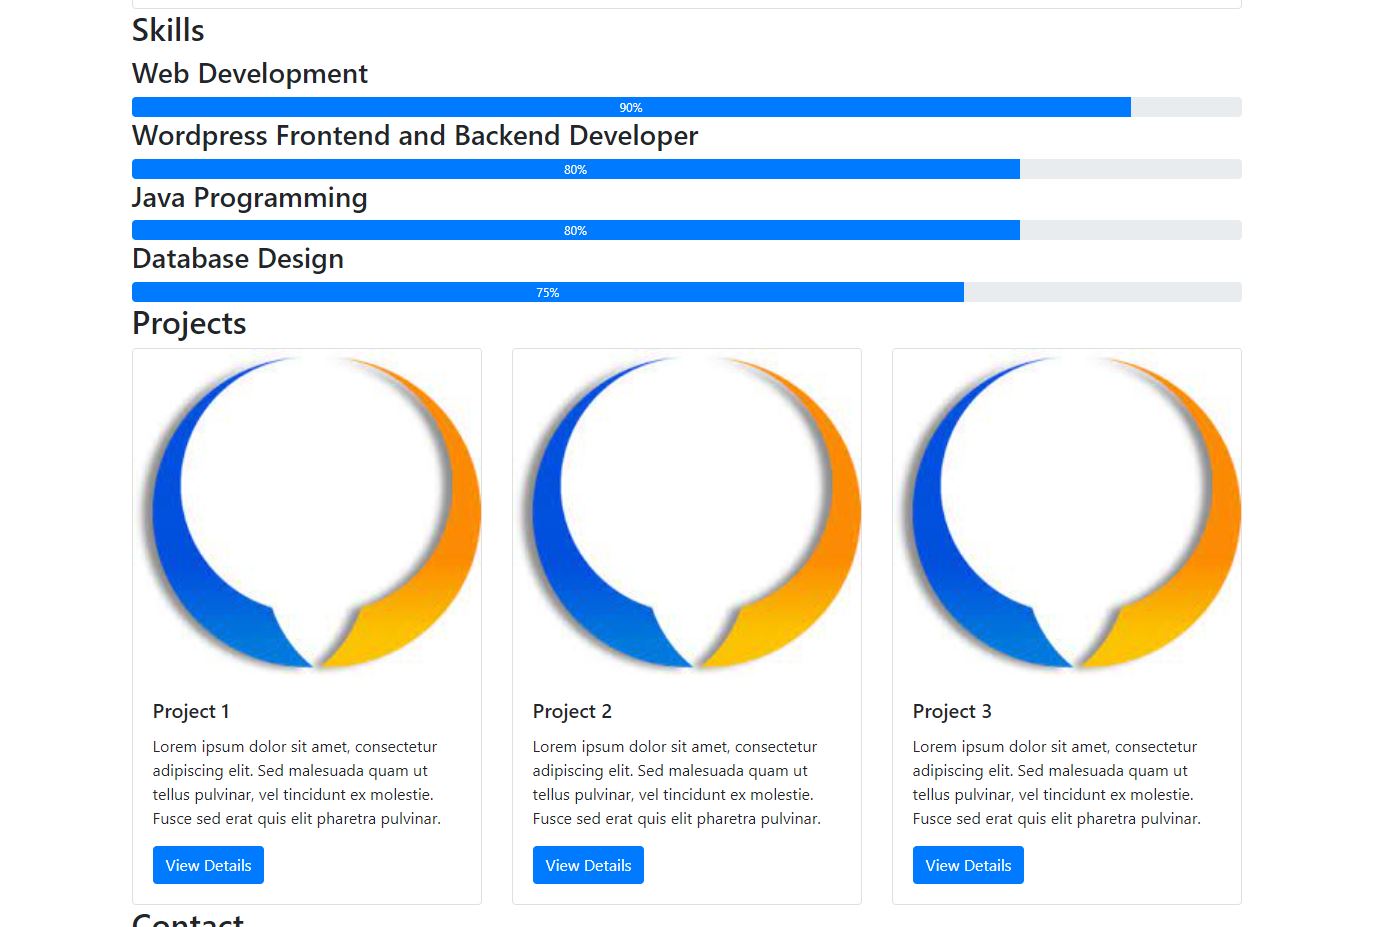 Skills
Web Development
90%
Wordpress Frontend and Backend Developer
80%
Java Programming
80%
Database Design
75%
Projects
Project 1
Lorem ipsum dolor sit amet, consectetur
adipiscing elit. Sed malesuada quam ut
tellus pulvinar, vel tincidunt ex molestie.
Fusce sed erat quis elit pharetra pulvinar.
View Details
Project 2
Lorem ipsum dolor sit amet, consectetur
adipiscing elit. Sed malesuada quam ut
tellus pulvinar, vel tincidunt ex molestie.
Fusce sed erat quis elit pharetra pulvinar.
View Details
Project 3
Lorem ipsum dolor sit amet, consectetur
adipiscing elit. Sed malesuada quam ut
tellus pulvinar, vel tincidunt ex molestie.
Fusce sed erat quis elit pharetra pulvinar.
View Details
Contact